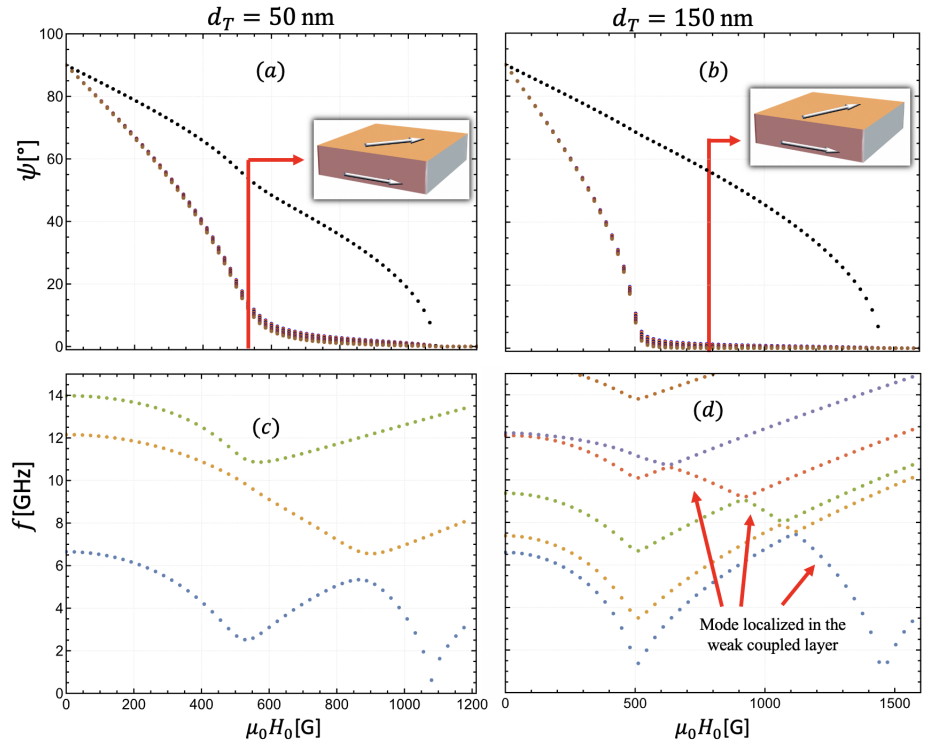 d_T = 50 nm
d_T = 150 nm
100
80
60
40
20
0
ψ[°]
(a)
(b)
14
12
10
8
6
4
2
0
f[GHz]
(c)
(d)
Mode localized in the
weak coupled layer
0 200 400 600 800 1000 1200
0 500 1000 1500
μ₀H₀[G]
μ₀H₀[G]